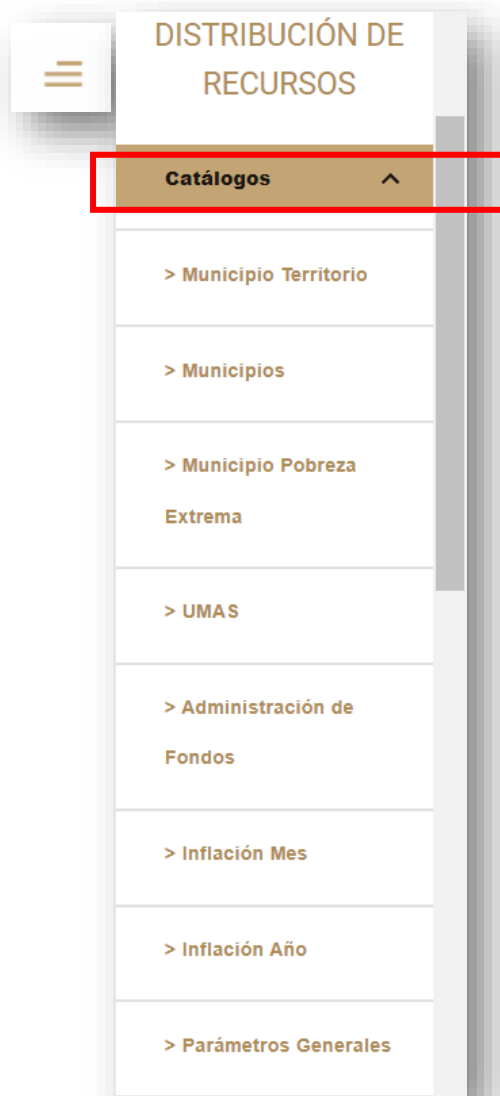 DISTRIBUCIÓN DE
RECURSOS
Catálogos
> Municipio Territorio
> Municipios
> Municipio Pobreza
Extrema
> UMAS
> Administración de
Fondos
> Inflación Mes
> Inflación Año
> Parámetros Generales